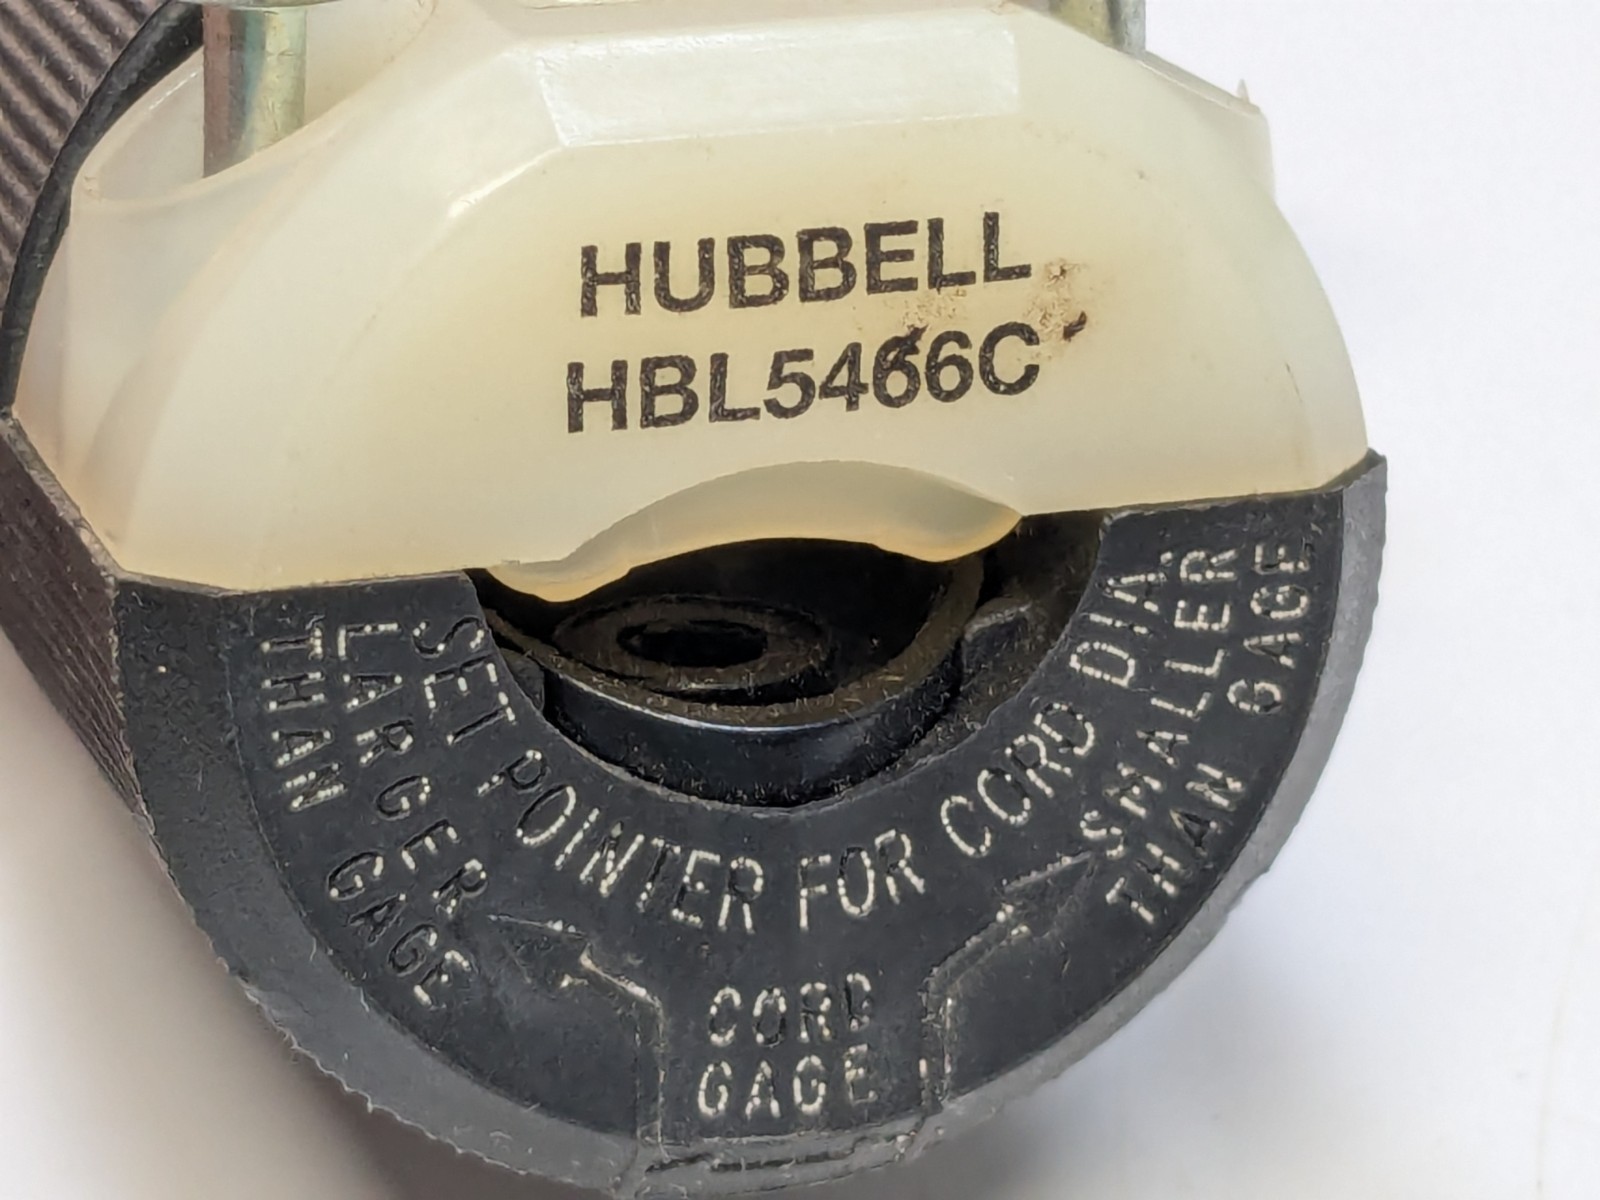 HUBBELL
HBL5466C
SET POINTER FOR CORD DIA.
LARGER
THAN GAGE
SMALLER
THAN GAGE
CORD
GAGE